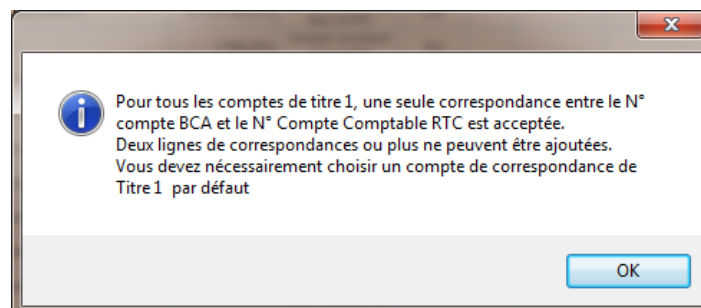 Pour tous les comptes de titre 1, une seule correspondance entre le N°
compte BCA et le N° Compte Comptable RTC est acceptée.
Deux lignes de correspondances ou plus ne peuvent être ajoutées.
Vous devez nécessairement choisir un compte de correspondance de
Titre 1  par défaut
OK